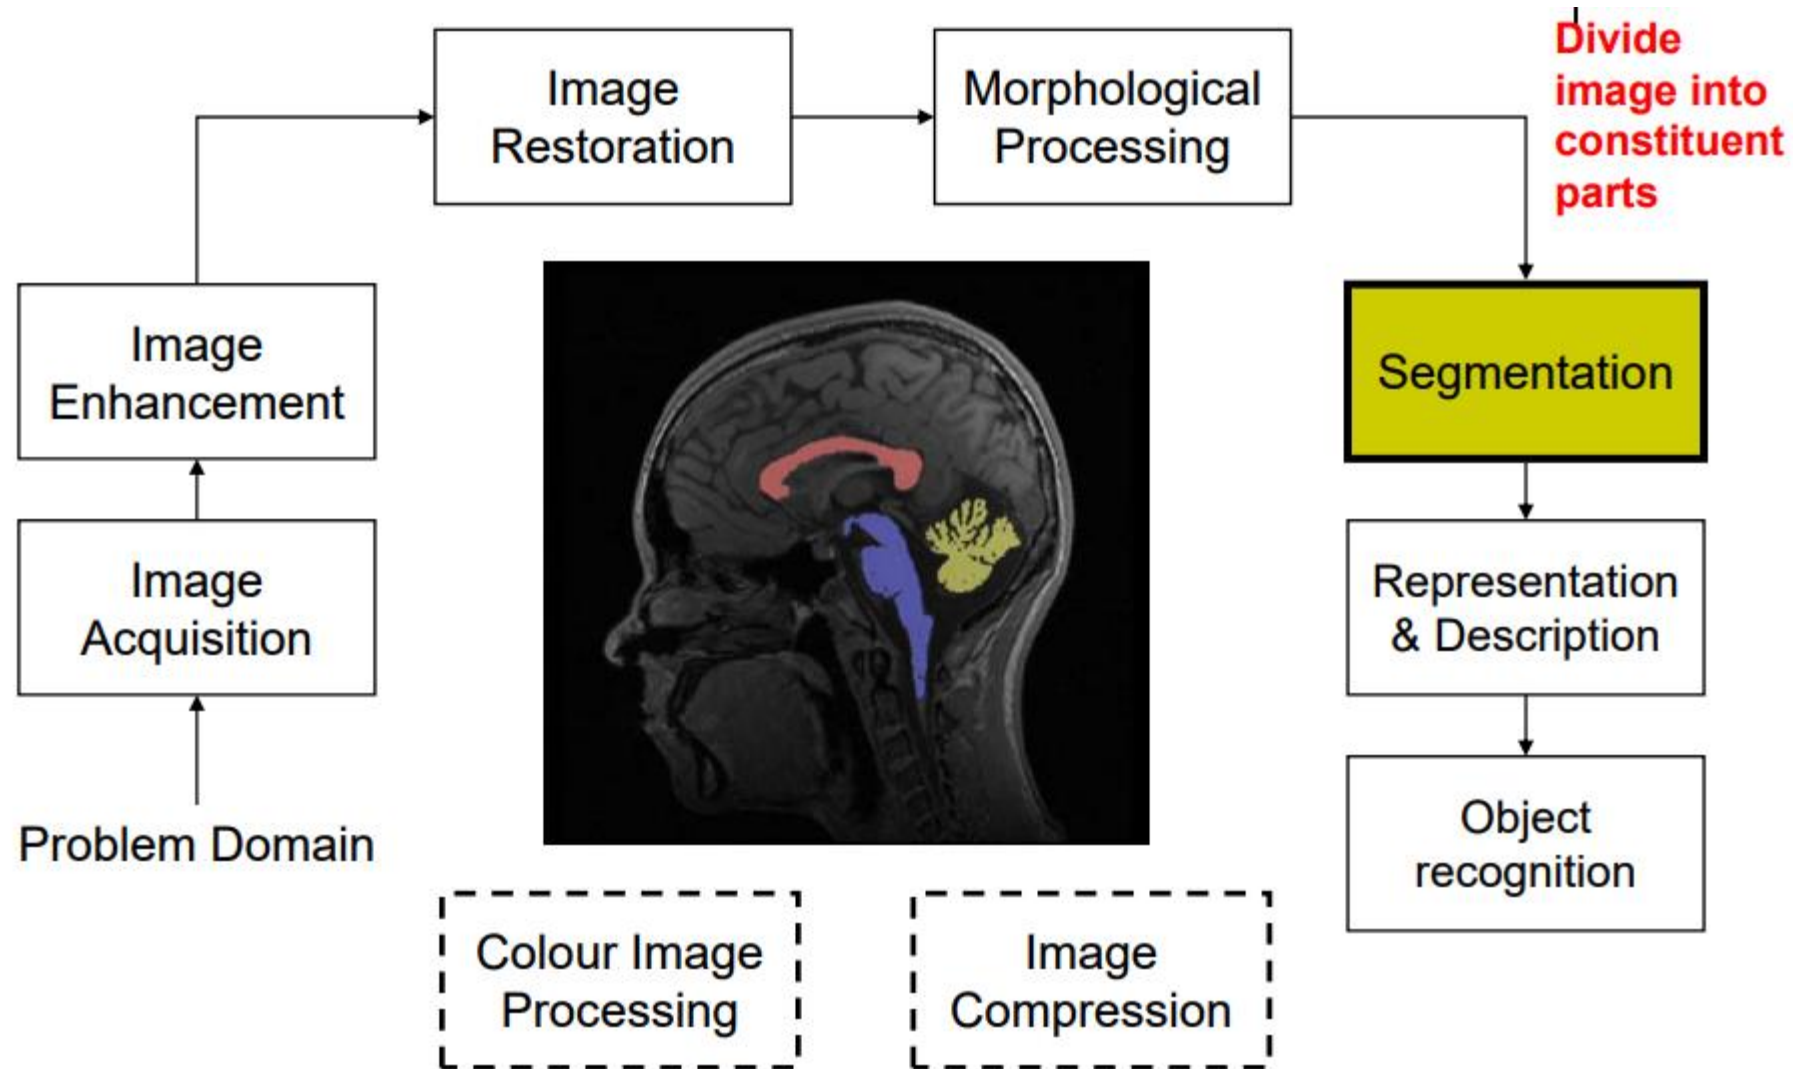 Image
Restoration
Morphological
Processing
Divide
image into
constituent
parts
Image
Enhancement
Segmentation
Image
Acquisition
Representation
& Description
Problem Domain
Object
recognition
Colour Image
Processing
Image
Compression